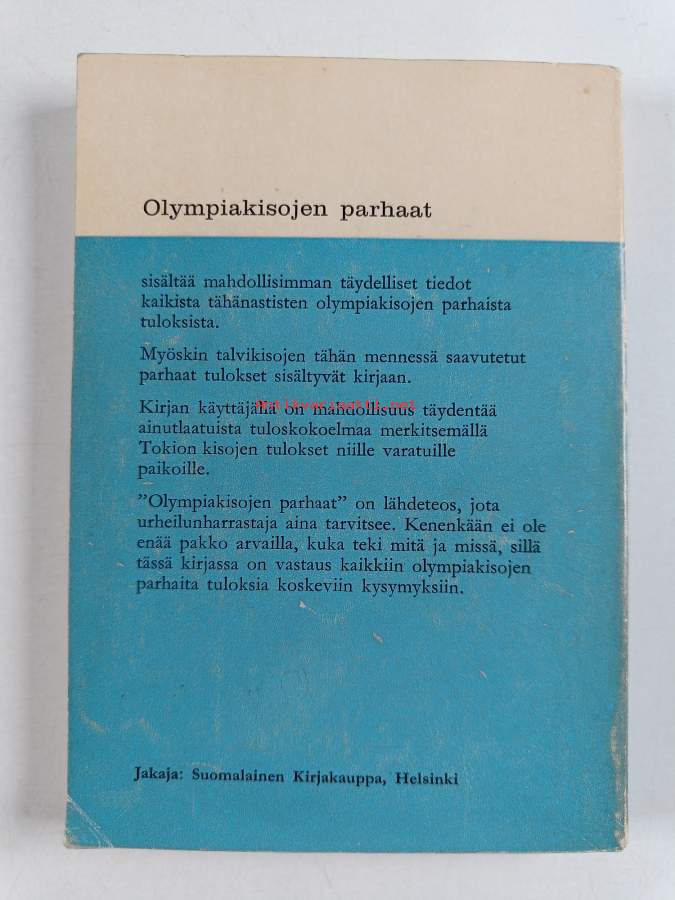 Olympiakisojen parhaat
sisältää mahdollisimman täydelliset tiedot
kaikista tähänastisten olympiakisojen parhaista
tuloksista.
Myöskin talvikisojen tähän mennessä saavutetut
parhaat tulokset sisältyvät kirjaan.
Antikvariaatti.net
Kirjan käyttäjällä on mahdollisuus täydentää
ainutlaatuista tuloskokoelmaa merkitsemällä
Tokion kisojen tulokset niille varatuille
paikoille.
”Olympiakisojen parhaat” on lähdeteos, jota
urheilunharrastaja aina tarvitsee. Kenenkään ei ole
enää pakko arvailla, kuka teki mitä ja missä, sillä
tässä kirjassa on vastaus kaikkiin olympiakisojen
parhaita tuloksia koskeviin kysymyksiin.
Jakaja: Suomalainen Kirjakauppa, Helsinki